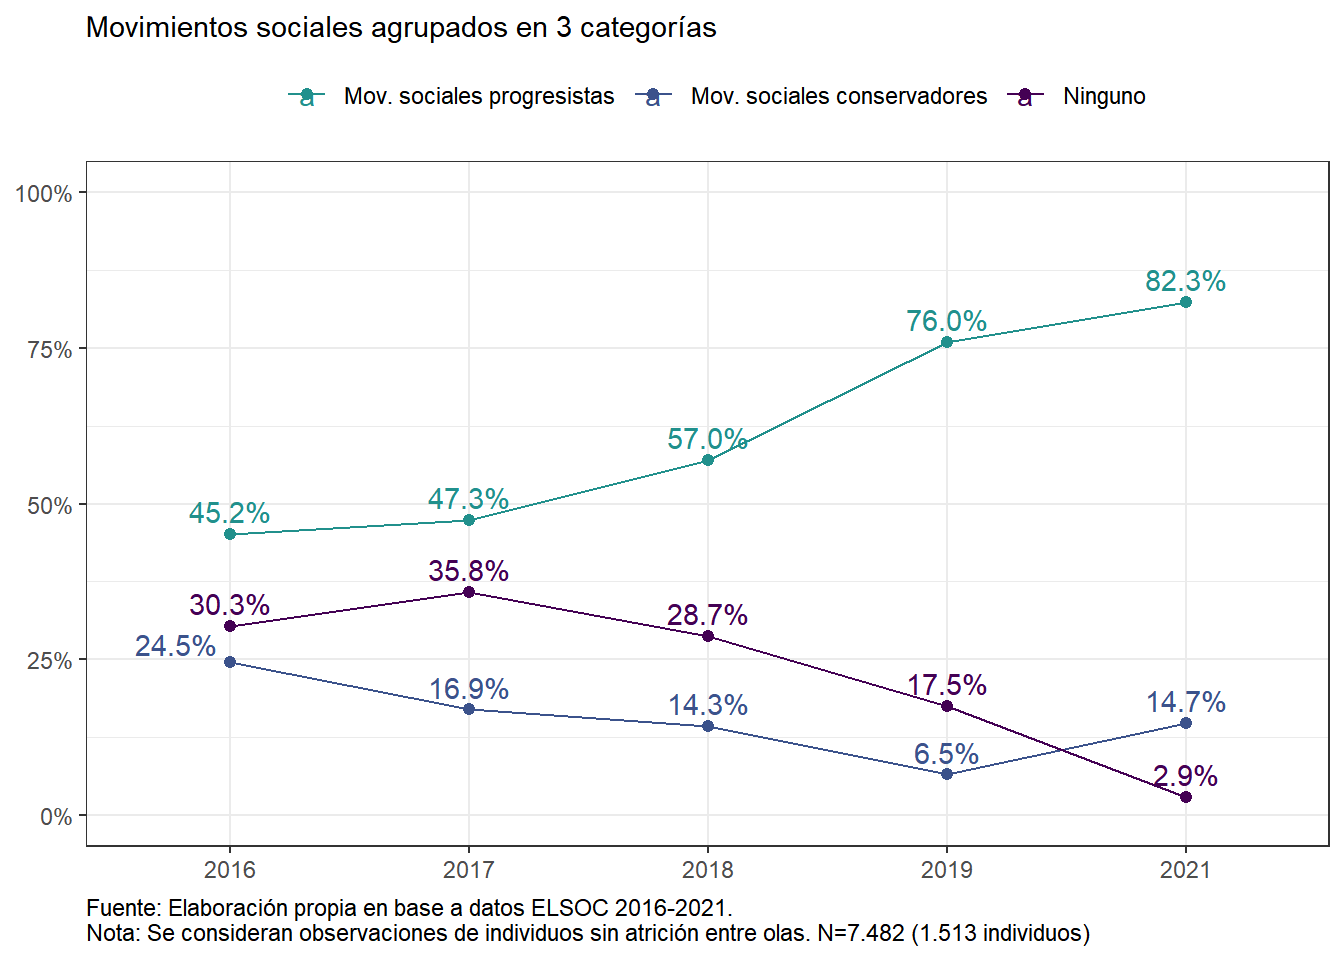 Movimientos sociales agrupados en 3 categorías
a Mov. sociales progresistas a Mov. sociales conservadores a Ninguno
100%
75%
50%
25%
0%
45.2% 47.3% 57.0% 76.0% 82.3%
30.3% 35.8% 28.7% 17.5% 2.9%
24.5% 16.9% 14.3% 6.5% 14.7%
2016 2017 2018 2019 2021
Fuente: Elaboración propia en base a datos ELSOC 2016-2021.
Nota: Se consideran observaciones de individuos sin atrición entre olas. N=7.482 (1.513 individuos)